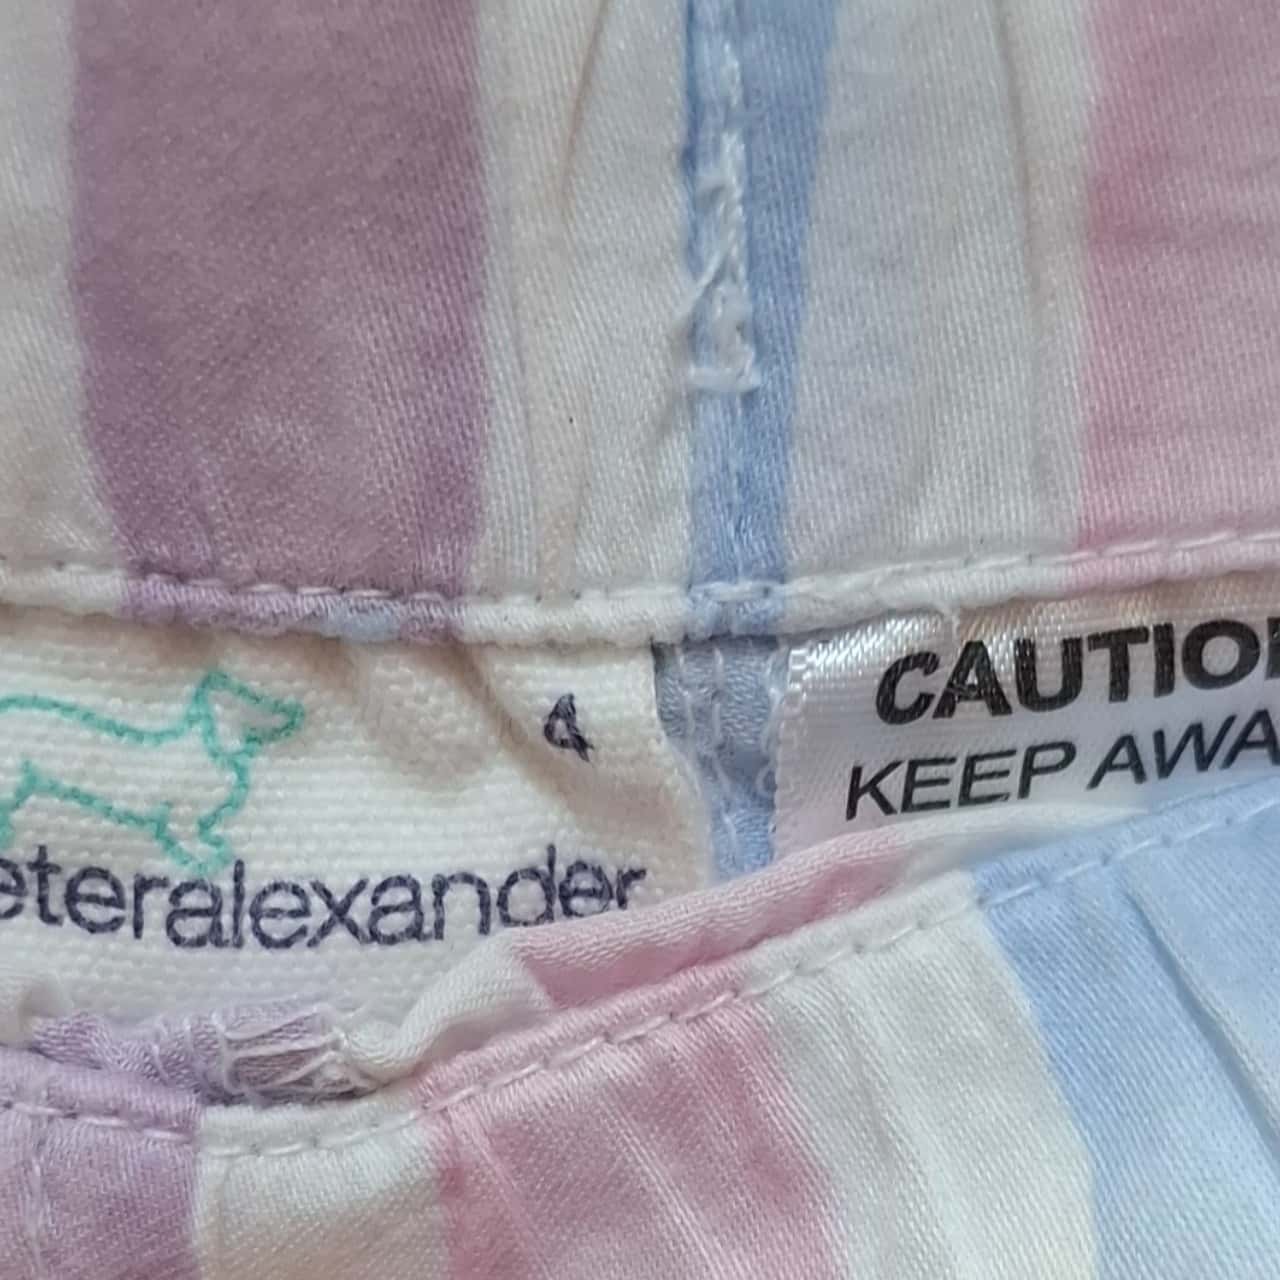 4
eteralexander
CAUTIO
KEEP AWA